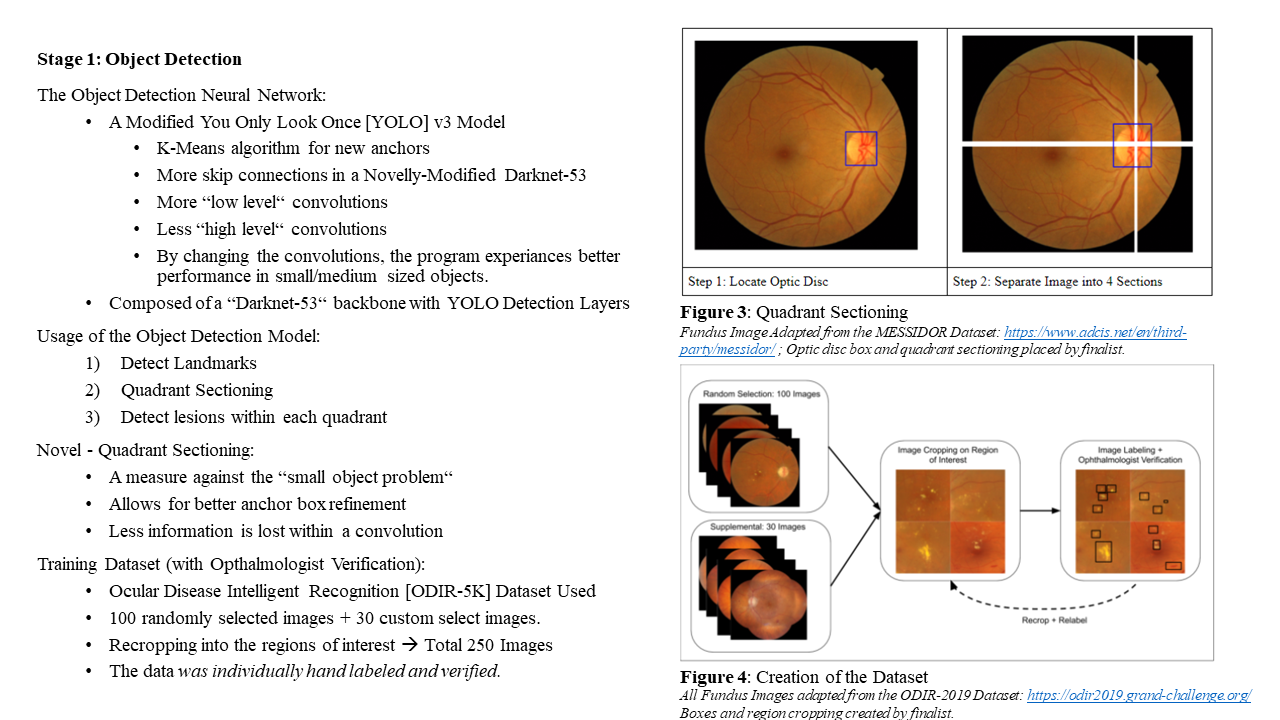 Stage 1: Object Detection
The Object Detection Neural Network:
• A Modified You Only Look Once [YOLO] v3 Model
• K-Means algorithm for new anchors
• More skip connections in a Novelly-Modified Darknet-53
• More “low level“ convolutions
• Less “high level“ convolutions
• By changing the convolutions, the program experiances better
performance in small/medium sized objects.
• Composed of a “Darknet-53“ backbone with YOLO Detection Layers
Usage of the Object Detection Model:
1) Detect Landmarks
2) Quadrant Sectioning
3) Detect lesions within each quadrant
Novel - Quadrant Sectioning:
• A measure against the “small object problem“
• Allows for better anchor box refinement
• Less information is lost within a convolution
Training Dataset (with Opthalmologist Verification):
• Ocular Disease Intelligent Recognition [ODIR-5K] Dataset Used
• 100 randomly selected images + 30 custom select images.
• Recropping into the regions of interest → Total 250 Images
• The data was individually hand labeled and verified.
Step 1: Locate Optic Disc
Step 2: Separate Image into 4 Sections
Figure 3: Quadrant Sectioning
Fundus Image Adapted from the MESSIDOR Dataset: https://www.adcis.net/en/third-
party/messidor/ ; Optic disc box and quadrant sectioning placed by finalist.
Random Selection: 100 Images
Supplemental: 30 Images
Image Cropping on Region
of Interest
Image Labeling +
Ophthalmologist Verification
Recrop + Relabel
Figure 4: Creation of the Dataset
All Fundus Images adapted from the ODIR-2019 Dataset: https://odir2019.grand-challenge.org/
Boxes and region cropping created by finalist.